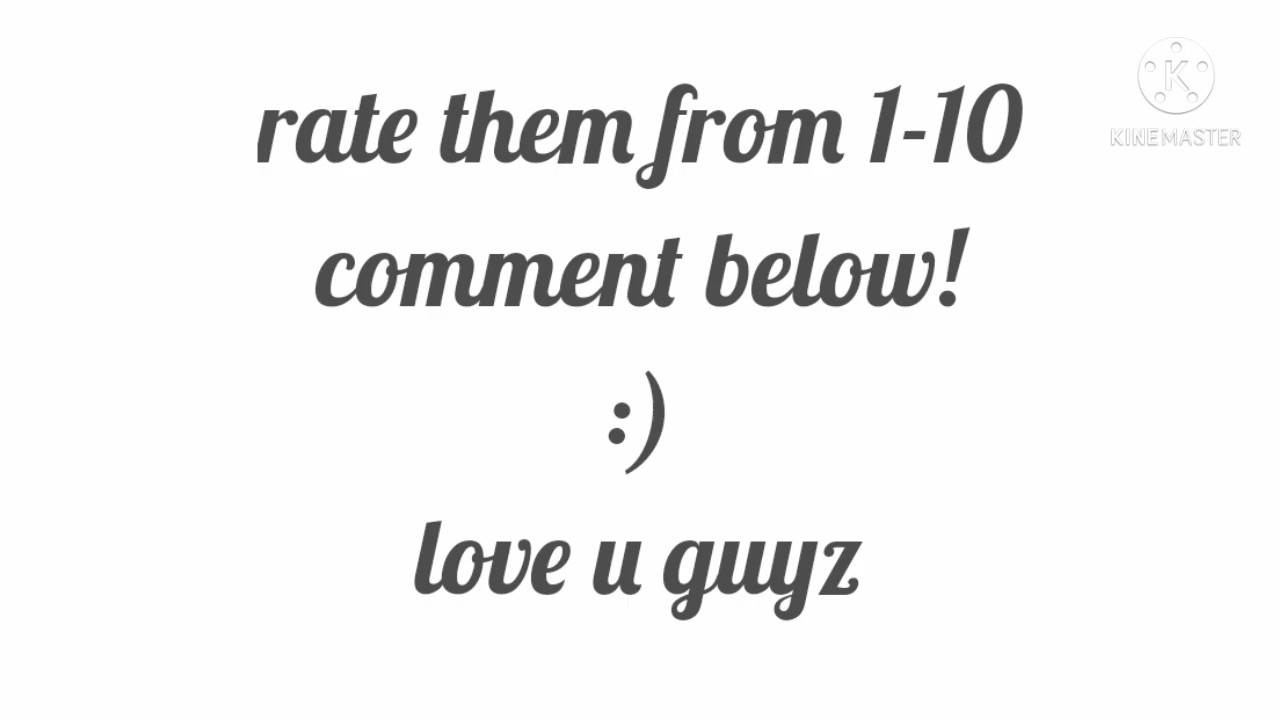 rate them from 1-10
K
KINEMASTER
comment below!
:)
love u guyz